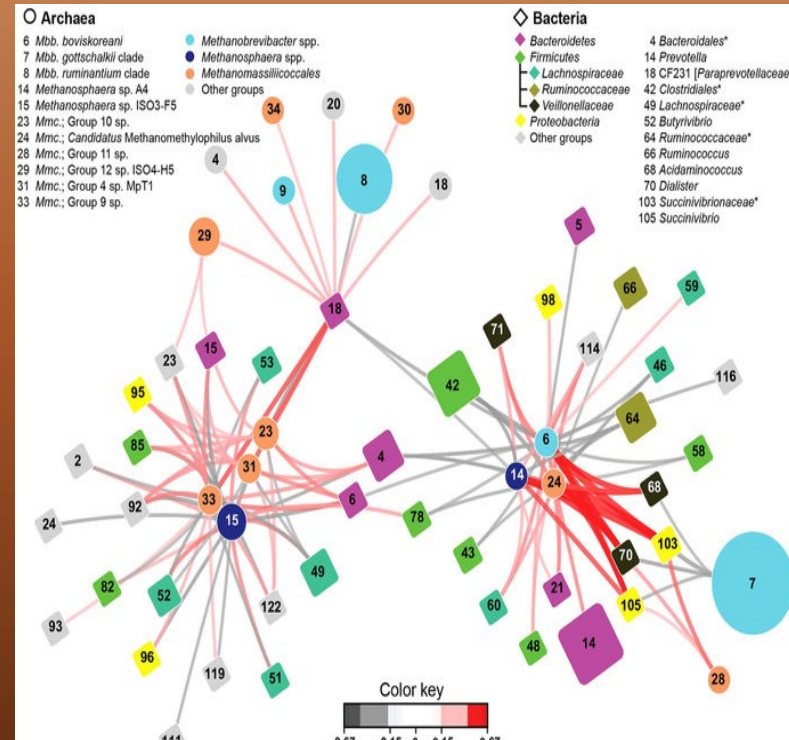 Archaea
6 Mbb. boviskoreani
7 Mbb. gottschalkii clade
8 Mbb. ruminantium clade
14 Methanosphaera sp. A4
15 Methanosphaera sp. ISO3-F5
23 Mmc.; Group 10 sp.
24 Mmc.; Candidatus Methanomethylophilus alvus
28 Mmc.; Group 11 sp.
29 Mmc.; Group 12 sp. ISO4-H5
31 Mmc.; Group 4 sp. MpT1
33 Mmc.; Group 9 sp.
Methanobrevibacter spp.
Methanosphaera spp.
Methanomassiliicoccales
Other groups
Bacteria
Bacteroidetes
Firmicutes
Lachnospiraceae
Ruminococcaceae
Veillonellaceae
Proteobacteria
Other groups
4 Bacteroidales*
14 Prevotella
18 CF231 [Paraprevotellaceae
42 Clostridiales*
49 Lachnospiraceae*
52 Butyrivibrio
64 Ruminococcaceae*
66 Ruminococcus
68 Acidaminococcus
70 Dialister
103 Succinivibrionaceae*
105 Succinivibrio
34
20
30
4
9
8
18
29
18
5
66
59
98
71
114
46
116
23
15
53
95
42
64
85
23
6
58
2
31
4
14
24
68
33
6
24
92
15
78
43
103
70
7
82
52
49
122
60
21
105
93
48
14
96
119
51
28
111
Color key